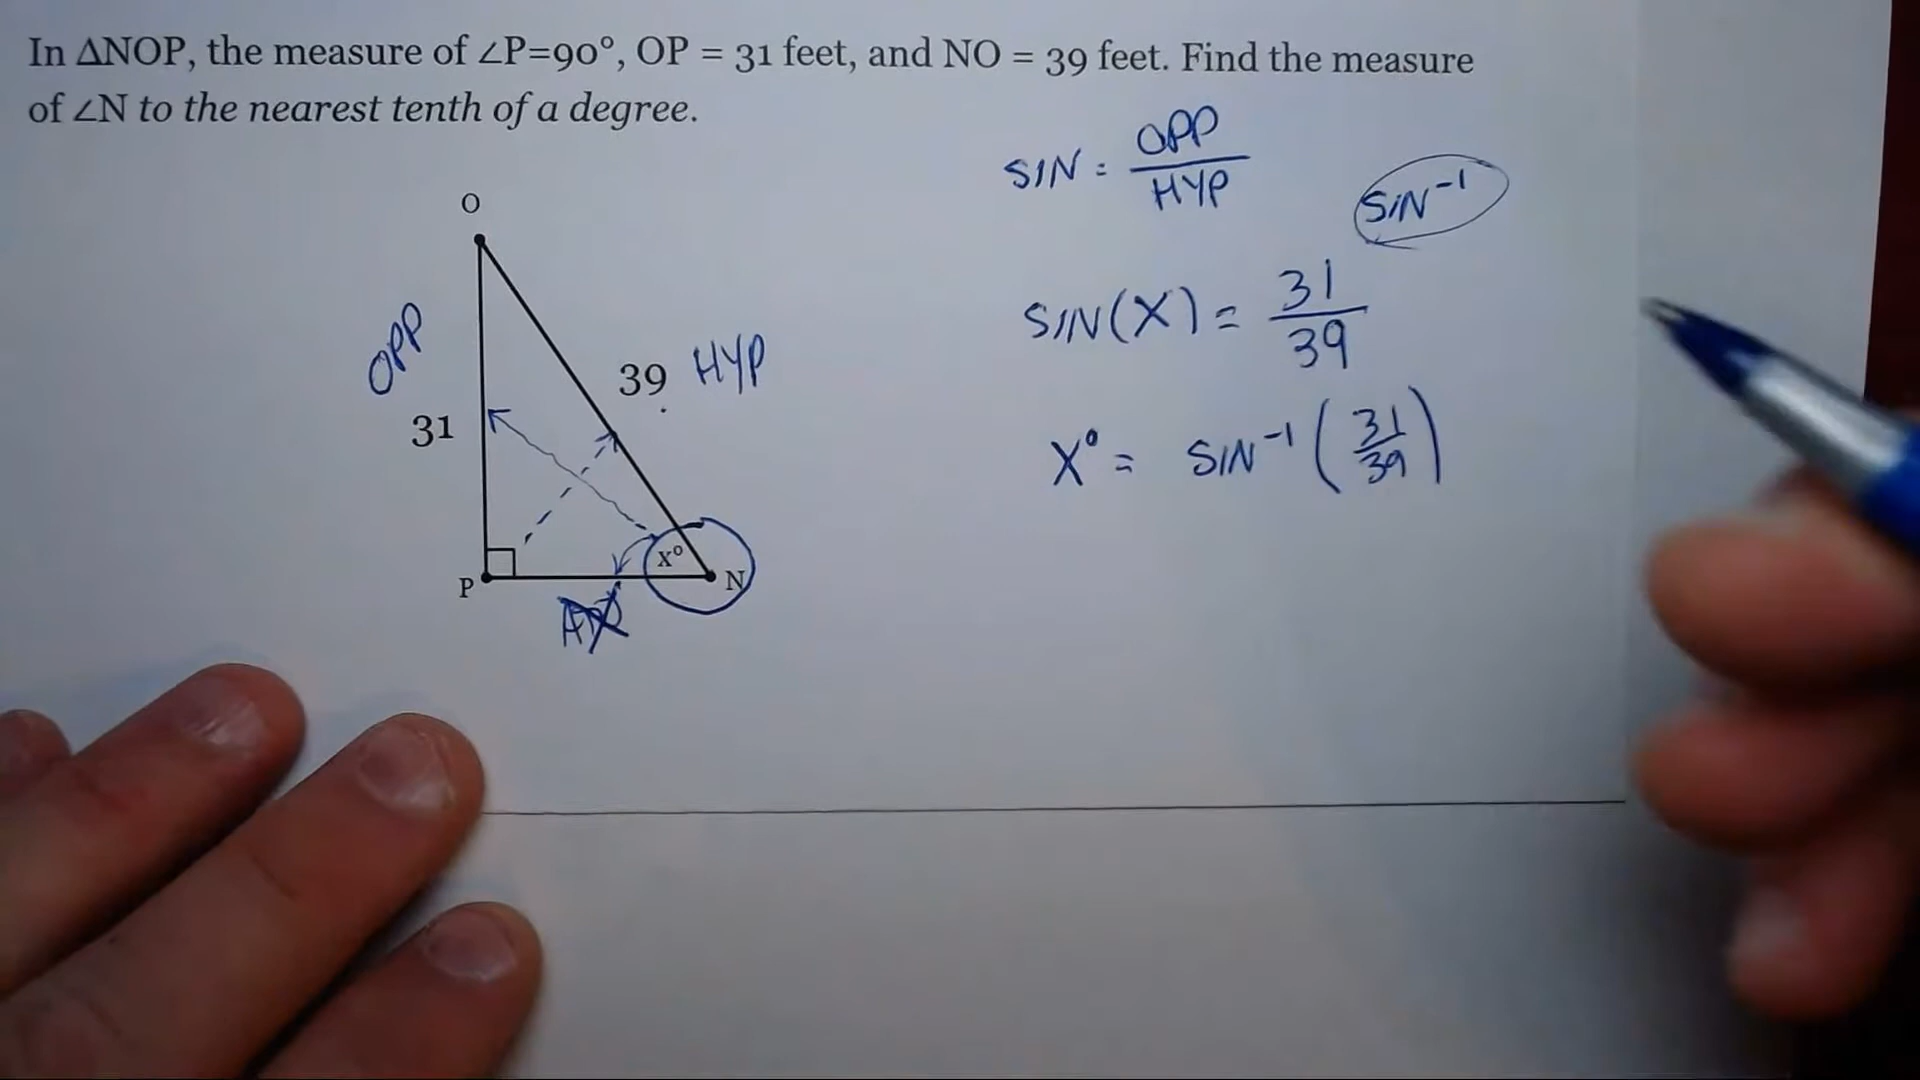 In ΔNOP, the measure of ∠P=90°, OP = 31 feet, and NO = 39 feet. Find the measure
of ∠N to the nearest tenth of a degree.
SIN = OPP/HYP
SIN⁻¹
O
SIN(X) = 31/39
OPP
39 HYP
31
X° = SIN⁻¹(31/39)
x°
P
N